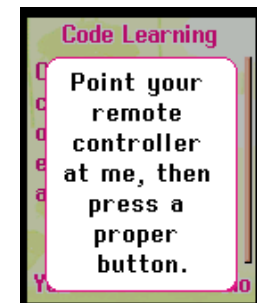 Code Learning
Point your
remote
controller
at me, then
press a
proper
button.